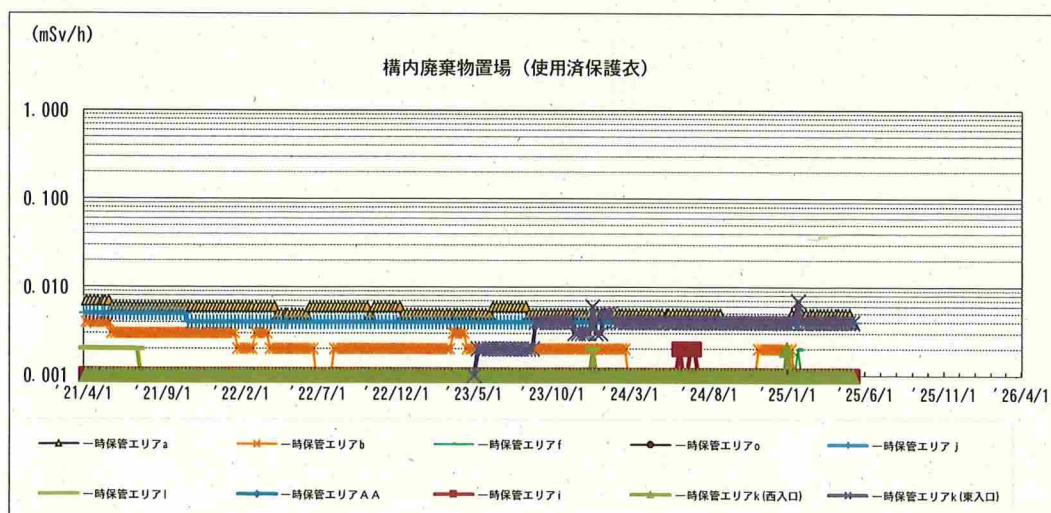 (mSv/h)
構内廃棄物置場（使用済保護衣）
1.000
0.100
0.010
0.001
'21/4/1 '21/9/1 '22/2/1 '22/7/1 '22/12/1 '23/5/1 '23/10/1 '24/3/1 '24/8/1 '25/1/1 '25/6/1 '25/11/1 '26/4/1
一時保管エリアa 一時保管エリアb 一時保管エリアf 一時保管エリアo 一時保管エリアj
一時保管エリアl 一時保管エリアAA 一時保管エリアi 一時保管エリアk(西入口) 一時保管エリアk(東入口)